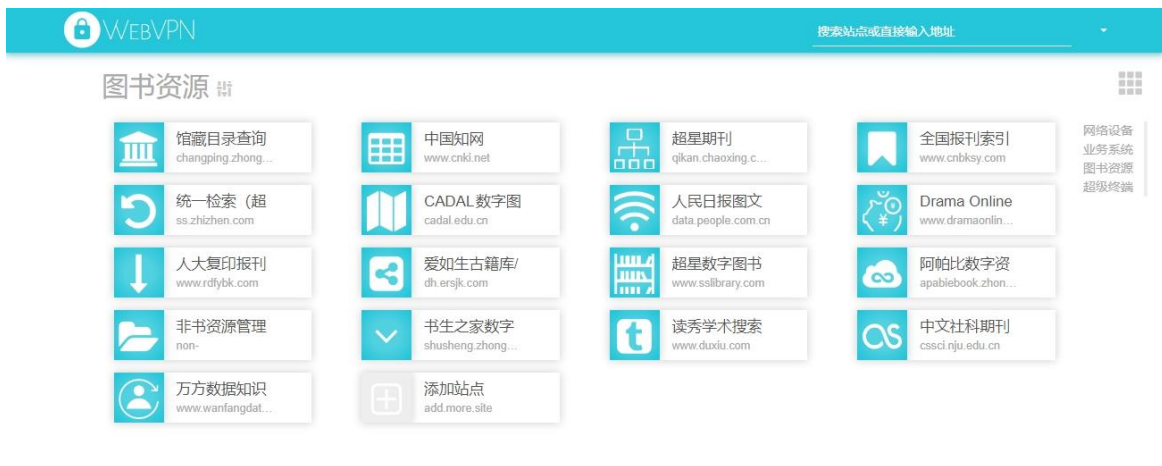 WEBVPN
搜索站点或直接输入地址
图书资源
馆藏目录查询
changping.zhong...
中国知网
www.cnki.net
超星期刊
qikan.chaoxing.c...
全国报刊索引
www.cnbksy.com
统一检索（超
ss.zhizhen.com
CADAL数字图
cadal.edu.cn
人民日报图文
data.people.com.cn
Drama Online
www.dramaonlin...
人大复印报刊
www.rdfybk.com
爱如生古籍库/
dh.ersjk.com
超星数字图书
www.sslibrary.com
阿帕比数字资
apabiebook.zhon...
非书资源管理
non-
书生之家数字
shusheng.zhong...
读秀学术搜索
www.duxiu.com
中文社科期刊
cssci.nju.edu.cn
万方数据知识
www.wanfangdat...
添加站点
add.more.site
网络设备
业务系统
图书资源
超级终端